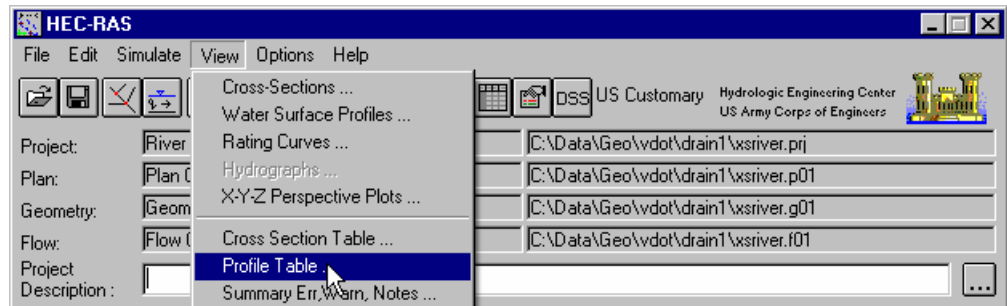 HEC-RAS
File Edit Simulate View Options Help
DSS US Customary
Hydrologic Engineering Center
US Army Corps of Engineers
Cross-Sections ...
Water Surface Profiles ...
Rating Curves ...
Hydrographs ...
X-Y-Z Perspective Plots ...
Cross Section Table ...
Profile Table ..
Summary Err,Warn, Notes ...
Project: River C:\Data\Geo\vdot\drain1\xsriver.prj
Plan: Plan C:\Data\Geo\vdot\drain1\xsriver.p01
Geometry: Geom C:\Data\Geo\vdot\drain1\xsriver.g01
Flow: Flow C:\Data\Geo\vdot\drain1\xsriver.f01
Project
Description : ...